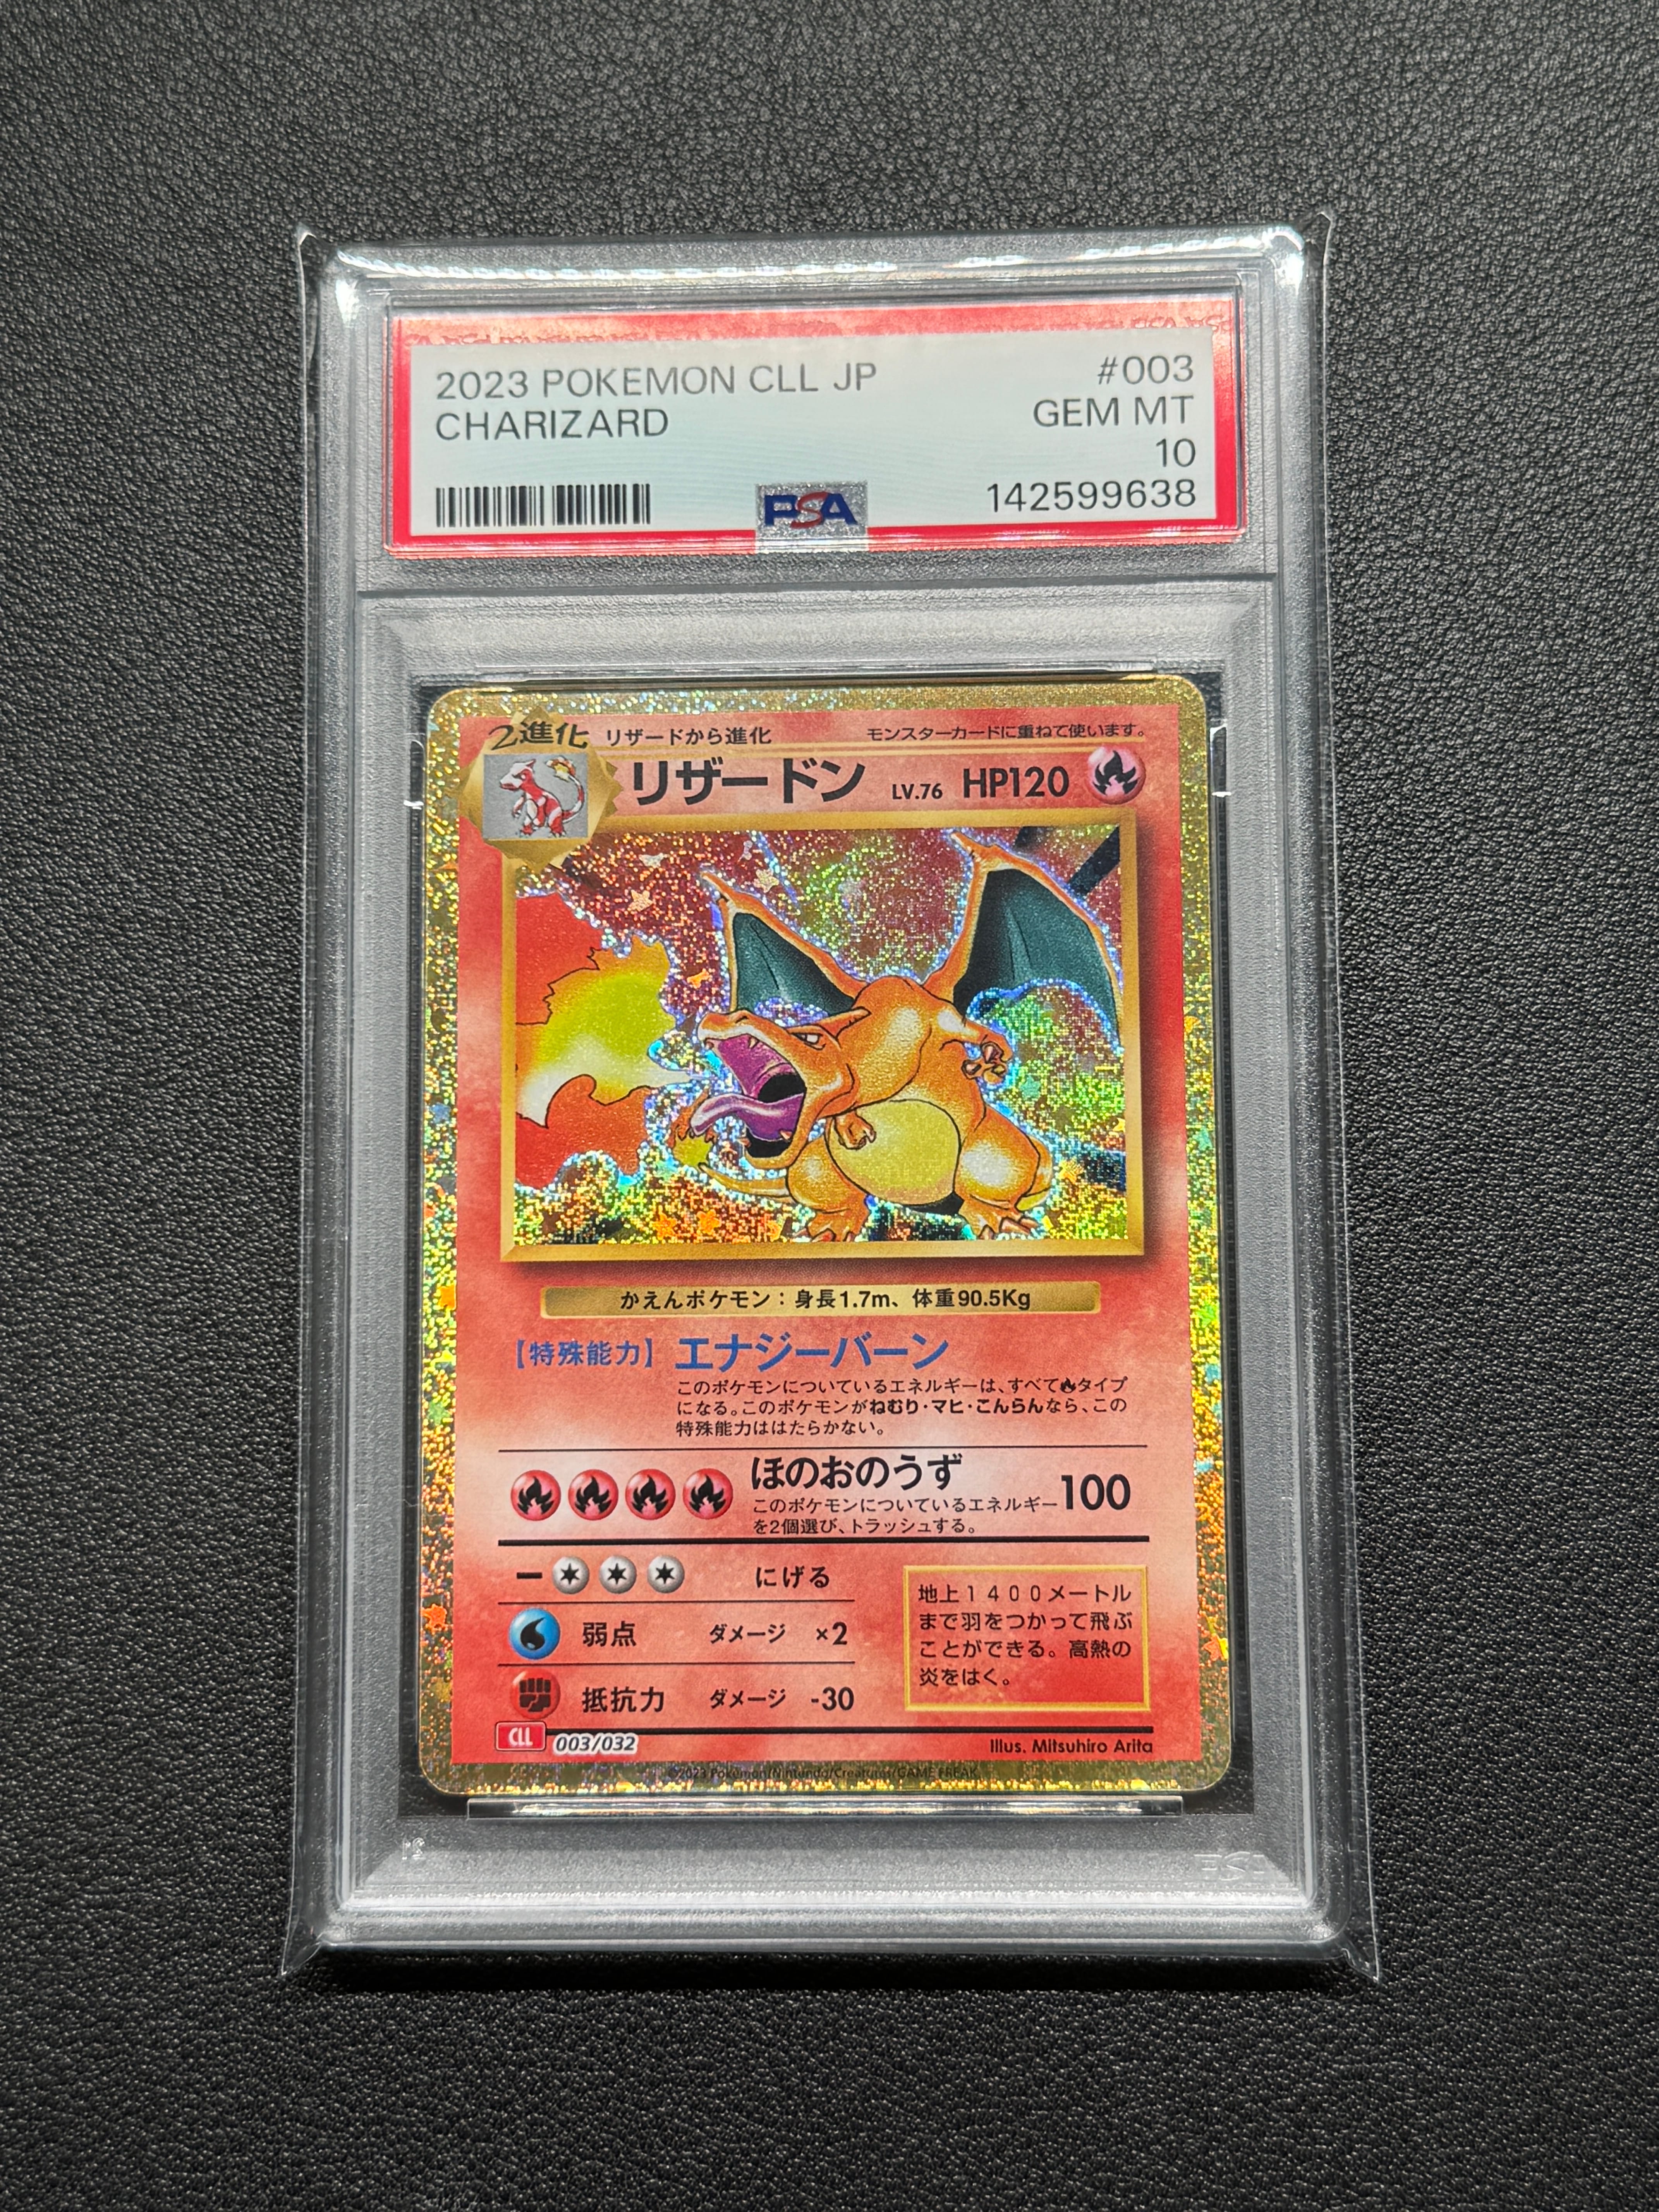 2023 POKEMON CLL JP #003
CHARIZARD GEM MT
10
PSA 142599638
2進化 リザードから進化 モンスターカードに重ねて使います。
リザードン LV.76 HP120
かえんポケモン：身長1.7m、体重90.5Kg
【特殊能力】エナジーバーン
このポケモンについているエネルギーは、すべてタイプ
になる。このポケモンがねむり・マヒ・こんらんなら、この
特殊能力ははたらかない。
ほのおのうず 100
このポケモンについているエネルギー
を2個選び、トラッシュする。
にげる
弱点 ダメージ ×2
抵抗力 ダメージ -30
地上１４００メートル
まで羽をつかって飛ぶ
ことができる。高熱の
炎をはく。
CLL 003/032 Illus. Mitsuhiro Arita
©2023 Pokémon/Nintendo/Creatures/GAME FREAK
PSA